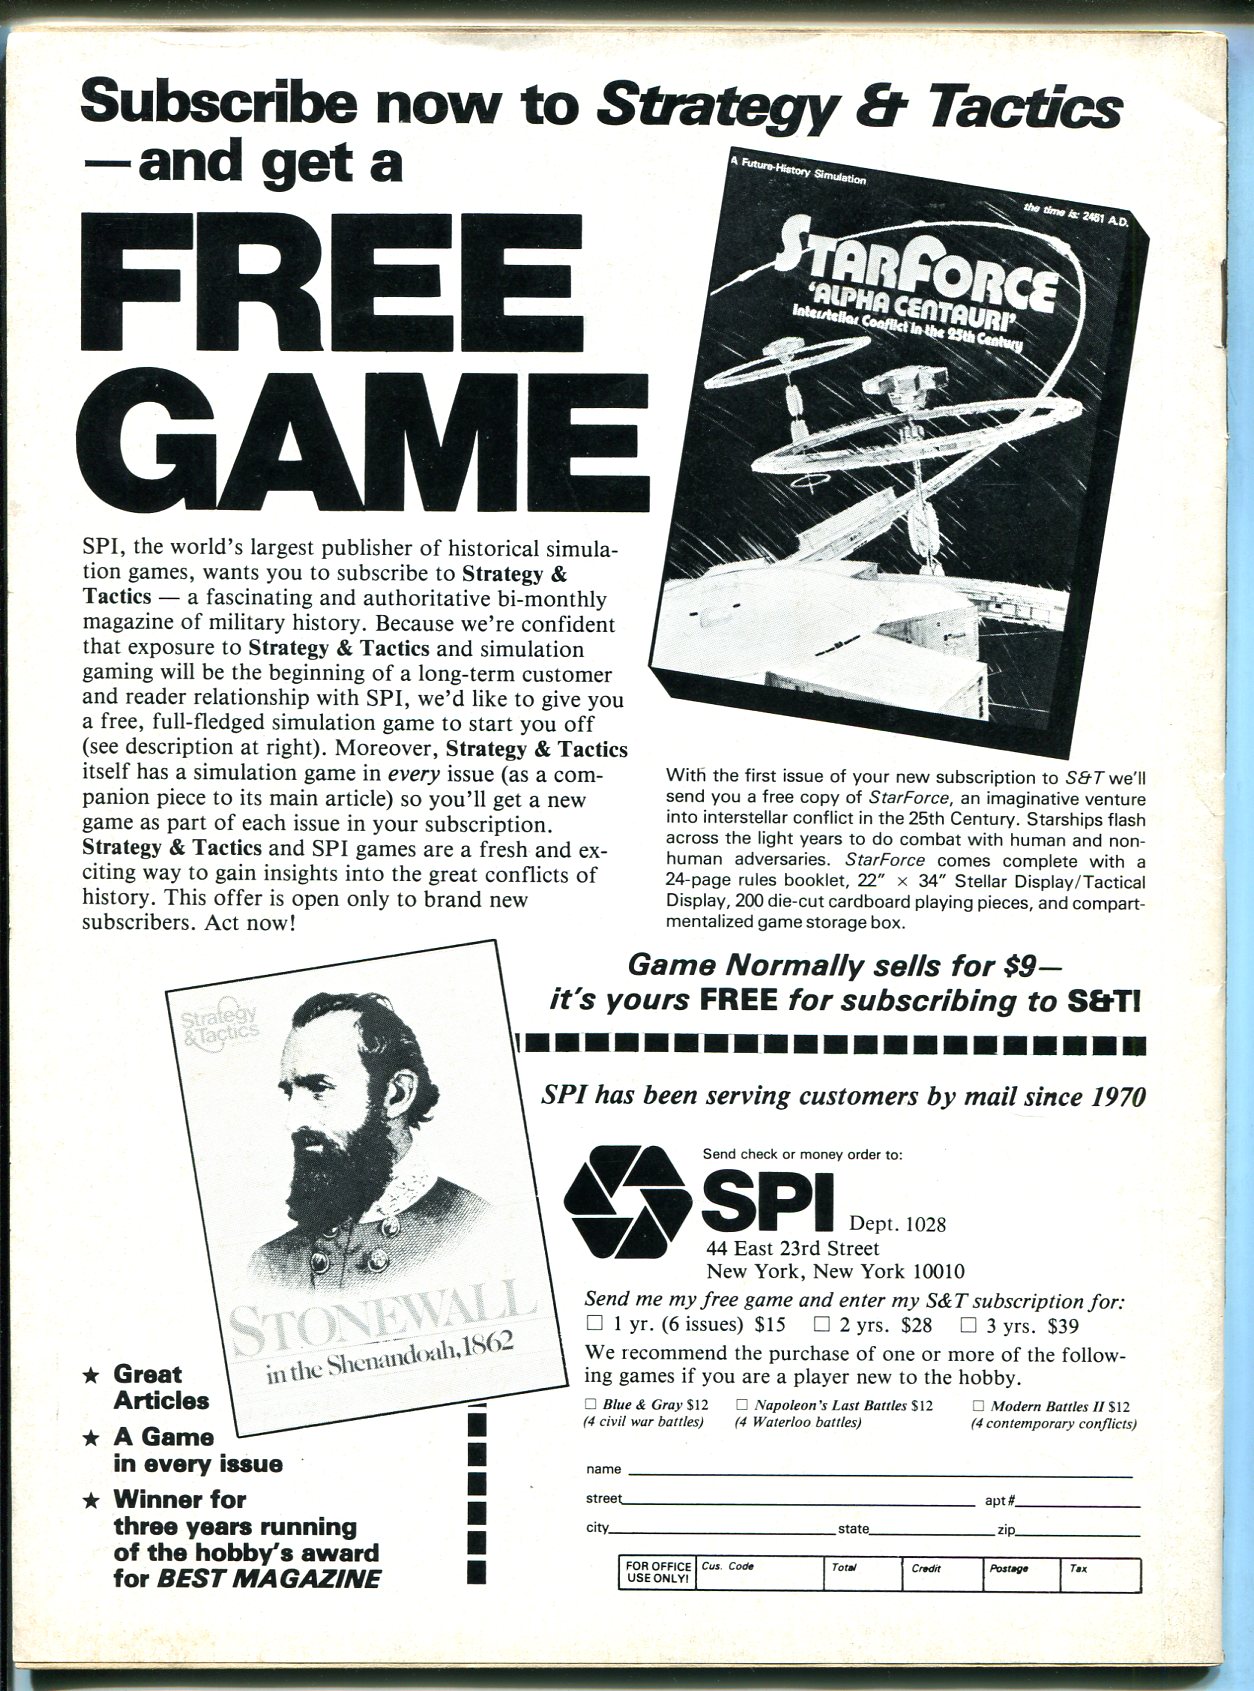 Subscribe now to Strategy & Tactics
—and get a
FREE
GAME
A Future-History Simulation
the time is: 2481 A.D.
STARFORCE
'ALPHA CENTAURI'
Interstellar Conflict in the 25th Century
SPI, the world's largest publisher of historical simula-
tion games, wants you to subscribe to Strategy &
Tactics — a fascinating and authoritative bi-monthly
magazine of military history. Because we're confident
that exposure to Strategy & Tactics and simulation
gaming will be the beginning of a long-term customer
and reader relationship with SPI, we'd like to give you
a free, full-fledged simulation game to start you off
(see description at right). Moreover, Strategy & Tactics
itself has a simulation game in every issue (as a com-
panion piece to its main article) so you'll get a new
game as part of each issue in your subscription.
Strategy & Tactics and SPI games are a fresh and ex-
citing way to gain insights into the great conflicts of
history. This offer is open only to brand new
subscribers. Act now!
With the first issue of your new subscription to S&T we'll
send you a free copy of StarForce, an imaginative venture
into interstellar conflict in the 25th Century. Starships flash
across the light years to do combat with human and non-
human adversaries. StarForce comes complete with a
24-page rules booklet, 22" × 34" Stellar Display/Tactical
Display, 200 die-cut cardboard playing pieces, and compart-
mentalized game storage box.
Game Normally sells for $9—
it's yours FREE for subscribing to S&T!
Strategy
&Tactics
STONEWALL
in the Shenandoah, 1862
★ Great
Articles
★ A Game
in every issue
★ Winner for
three years running
of the hobby's award
for BEST MAGAZINE
SPI has been serving customers by mail since 1970
Send check or money order to:
SPI Dept. 1028
44 East 23rd Street
New York, New York 10010
Send me my free game and enter my S&T subscription for:
☐ 1 yr. (6 issues) $15 ☐ 2 yrs. $28 ☐ 3 yrs. $39
We recommend the purchase of one or more of the follow-
ing games if you are a player new to the hobby.
☐ Blue & Gray $12 ☐ Napoleon's Last Battles $12 ☐ Modern Battles II $12
(4 civil war battles) (4 Waterloo battles) (4 contemporary conflicts)
name
street apt#
city state zip
FOR OFFICE Cus. Code Total Credit Postage Tax
USE ONLY!